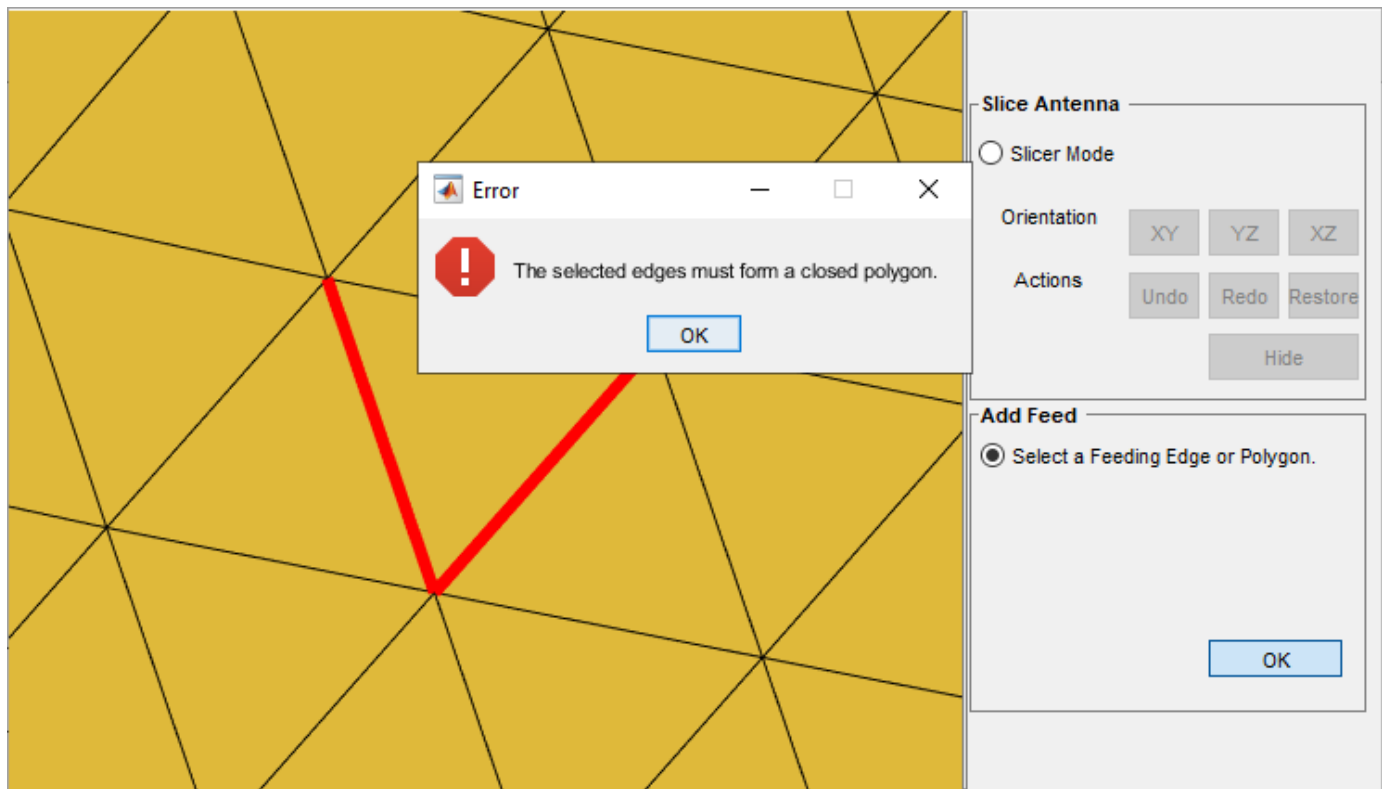 Slice Antenna
Slicer Mode
Error
Orientation
XY
YZ
XZ
The selected edges must form a closed polygon.
Actions
Undo
Redo
Restore
OK
Hide
Add Feed
Select a Feeding Edge or Polygon.
OK